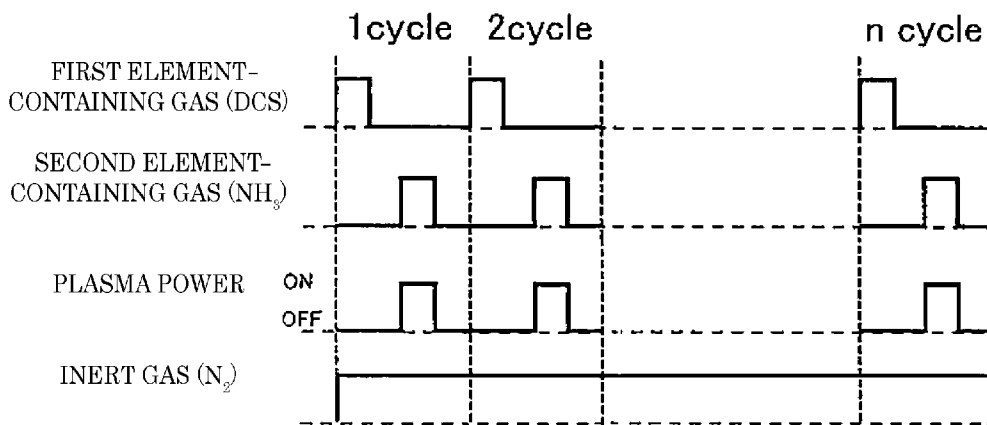 1cycle 2cycle n cycle
FIRST ELEMENT-
CONTAINING GAS (DCS)
SECOND ELEMENT-
CONTAINING GAS (NH₃)
PLASMA POWER ON
OFF
INERT GAS (N₂)